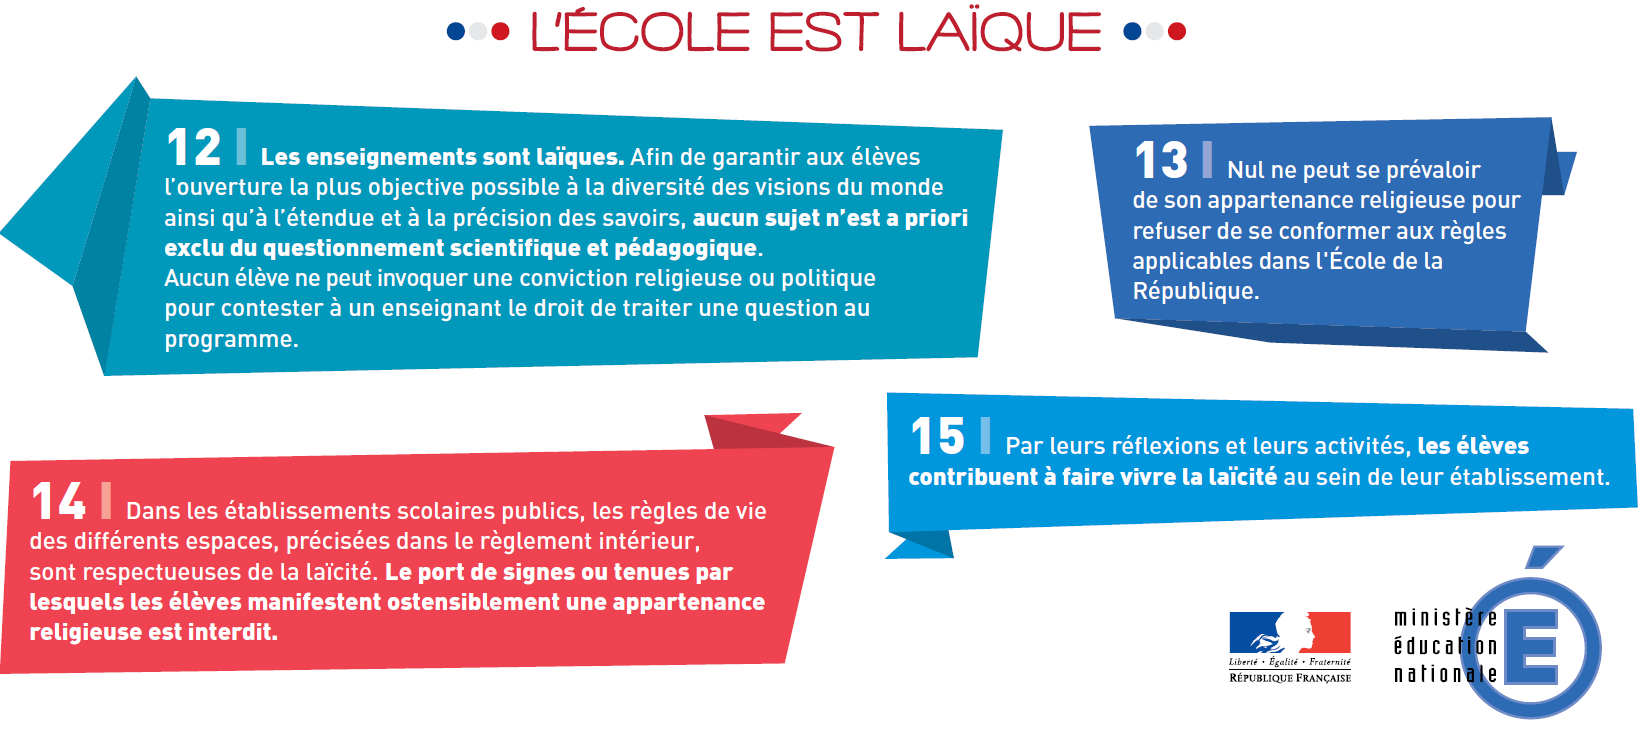 L'ÉCOLE EST LAÏQUE
12 | Les enseignements sont laïques. Afin de garantir aux élèves
l'ouverture la plus objective possible à la diversité des visions du monde
ainsi qu'à l'étendue et à la précision des savoirs, aucun sujet n'est a priori
exclu du questionnement scientifique et pédagogique.
Aucun élève ne peut invoquer une conviction religieuse ou politique
pour contester à un enseignant le droit de traiter une question au
programme.
13 | Nul ne peut se prévaloir
de son appartenance religieuse pour
refuser de se conformer aux règles
applicables dans l'École de la
République.
14 | Dans les établissements scolaires publics, les règles de vie
des différents espaces, précisées dans le règlement intérieur,
sont respectueuses de la laïcité. Le port de signes ou tenues par
lesquels les élèves manifestent ostensiblement une appartenance
religieuse est interdit.
15 | Par leurs réflexions et leurs activités, les élèves
contribuent à faire vivre la laïcité au sein de leur établissement.
Liberté • Égalité • Fraternité
RÉPUBLIQUE FRANÇAISE
ministère
éducation
nationale
É